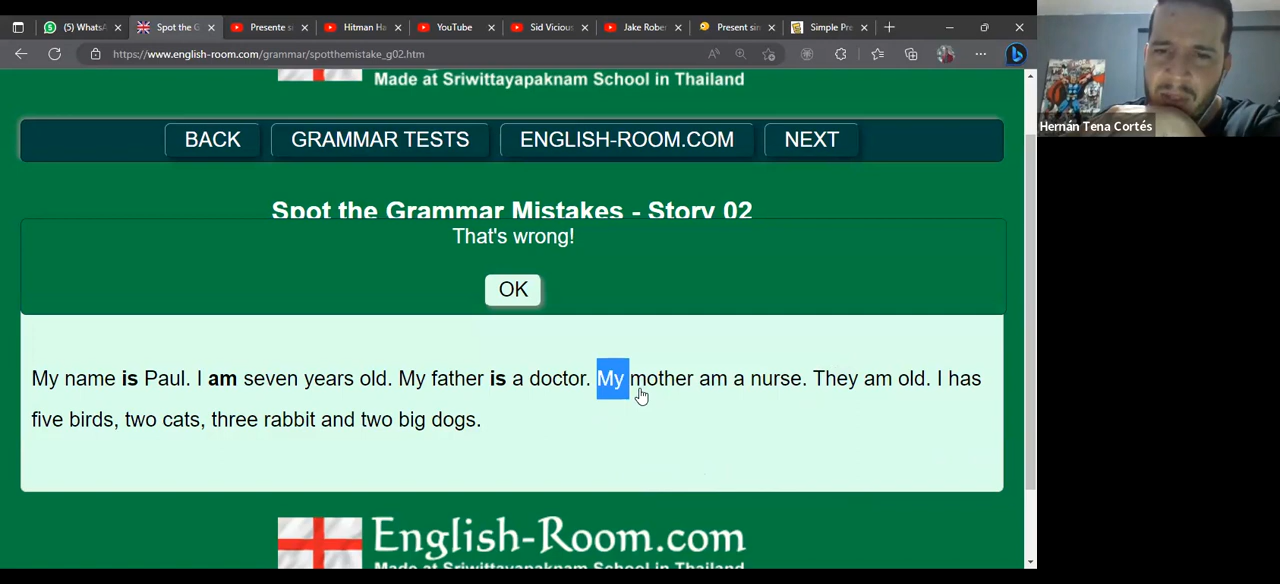 (5) WhatsA
Spot the G
Presente s
Hitman Ha
YouTube
Sid Vicious
Jake Rober
Present sim
Simple Pre
https://www.english-room.com/grammar/spotthemistake_g02.htm
Made at Sriwittayapaknam School in Thailand
BACK
GRAMMAR TESTS
ENGLISH-ROOM.COM
NEXT
Spot the Grammar Mistakes - Story 02
That's wrong!
OK
My name is Paul. I am seven years old. My father is a doctor. My mother am a nurse. They am old. I has
five birds, two cats, three rabbit and two big dogs.
English-Room.com
Made at Sriwittayapaknam School in Thailand
Hernán Tena Cortés